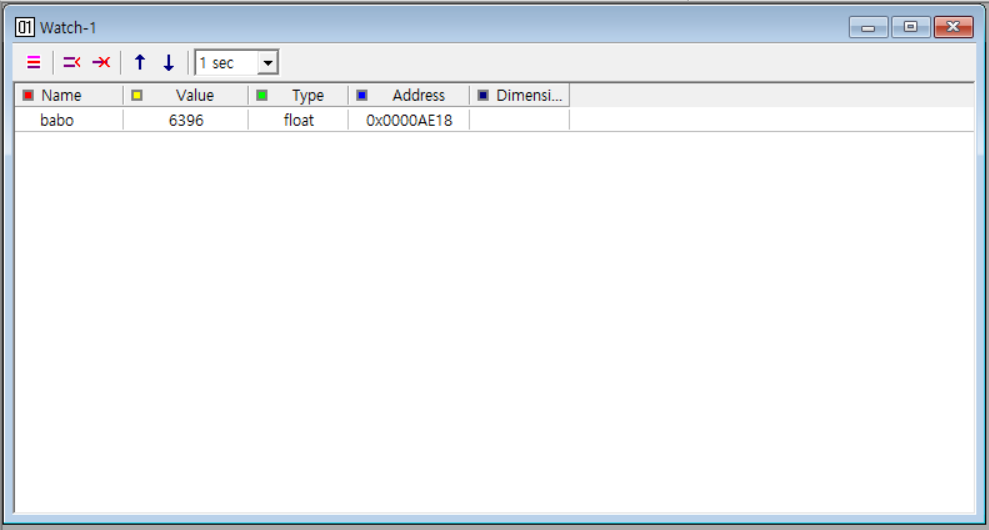 01 Watch-1
1 sec
Name Value Type Address Dimensi...
babo 6396 float 0x0000AE18